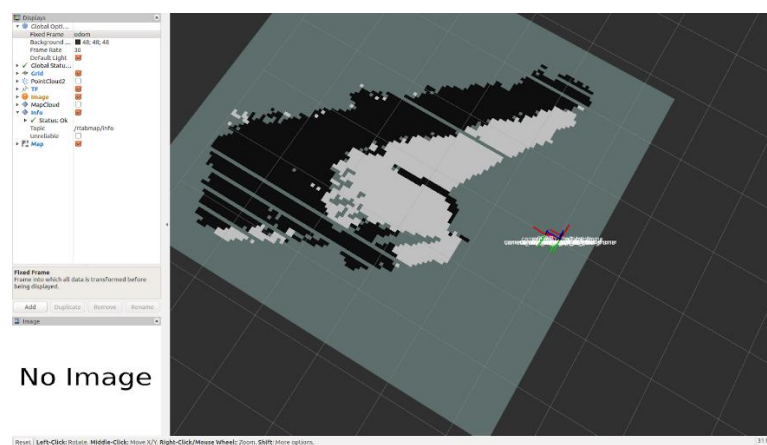 Displays
Global Opti...
Fixed Frame odom
Background ... 48; 48; 48
Frame Rate 30
Default Light
Global Statu...
Grid
PointCloud2
TF
Image
MapCloud
Info
Status: Ok
Topic /rtabmap/info
Unreliable
Map
Fixed Frame
Frame into which all data is transformed before
being displayed.
Add Duplicate Remove Rename
Image
No Image
Reset Left-Click: Rotate. Middle-Click: Move X/Y. Right-Click/Mouse Wheel:: Zoom. Shift: More options.